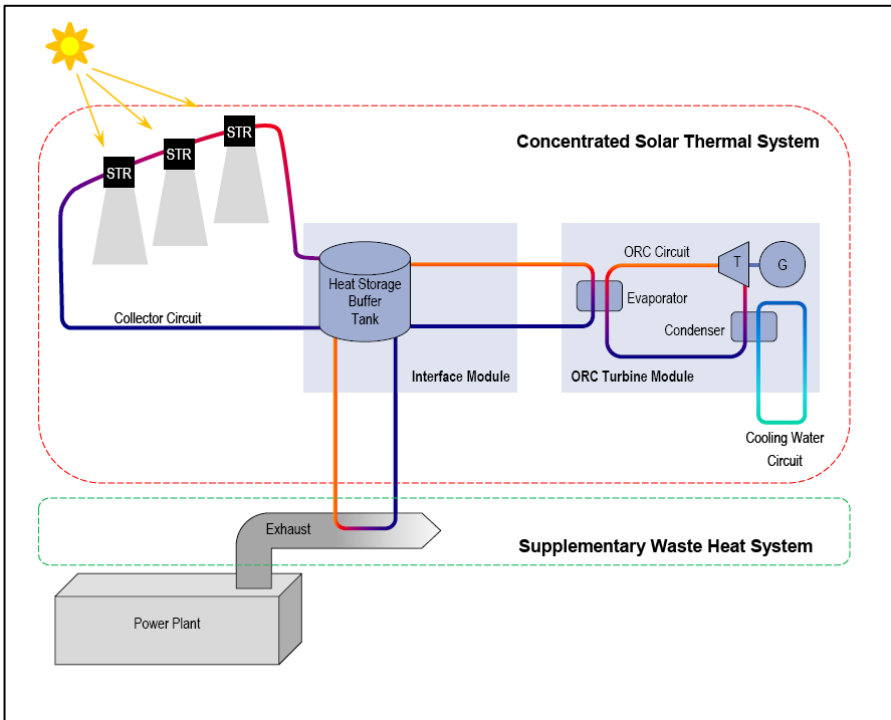 STR
STR
STR
Concentrated Solar Thermal System
ORC Circuit
T
G
Heat Storage
Buffer
Tank
Evaporator
Collector Circuit
Condenser
Interface Module
ORC Turbine Module
Cooling Water
Circuit
Exhaust
Supplementary Waste Heat System
Power Plant